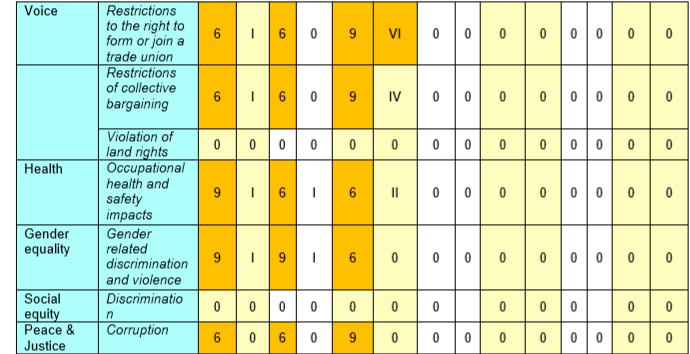 Voice Restrictions
to the right to
form or join a
trade union
6 I 6 0 9 VI 0 0 0 0 0 0 0 0
Restrictions
of collective
bargaining
6 I 6 0 9 IV 0 0 0 0 0 0 0 0
Violation of
land rights
0 0 0 0 0 0 0 0 0 0 0 0 0 0
Health Occupational
health and
safety
impacts
9 I 6 I 6 II 0 0 0 0 0 0 0 0
Gender
equality
Gender
related
discrimination
and violence
9 I 9 I 6 0 0 0 0 0 0 0 0 0
Social
equity
Discriminatio
n
0 0 0 0 0 0 0 0 0 0 0 0
Peace &
Justice
Corruption
6 0 6 0 9 0 0 0 0 0 0 0 0 0